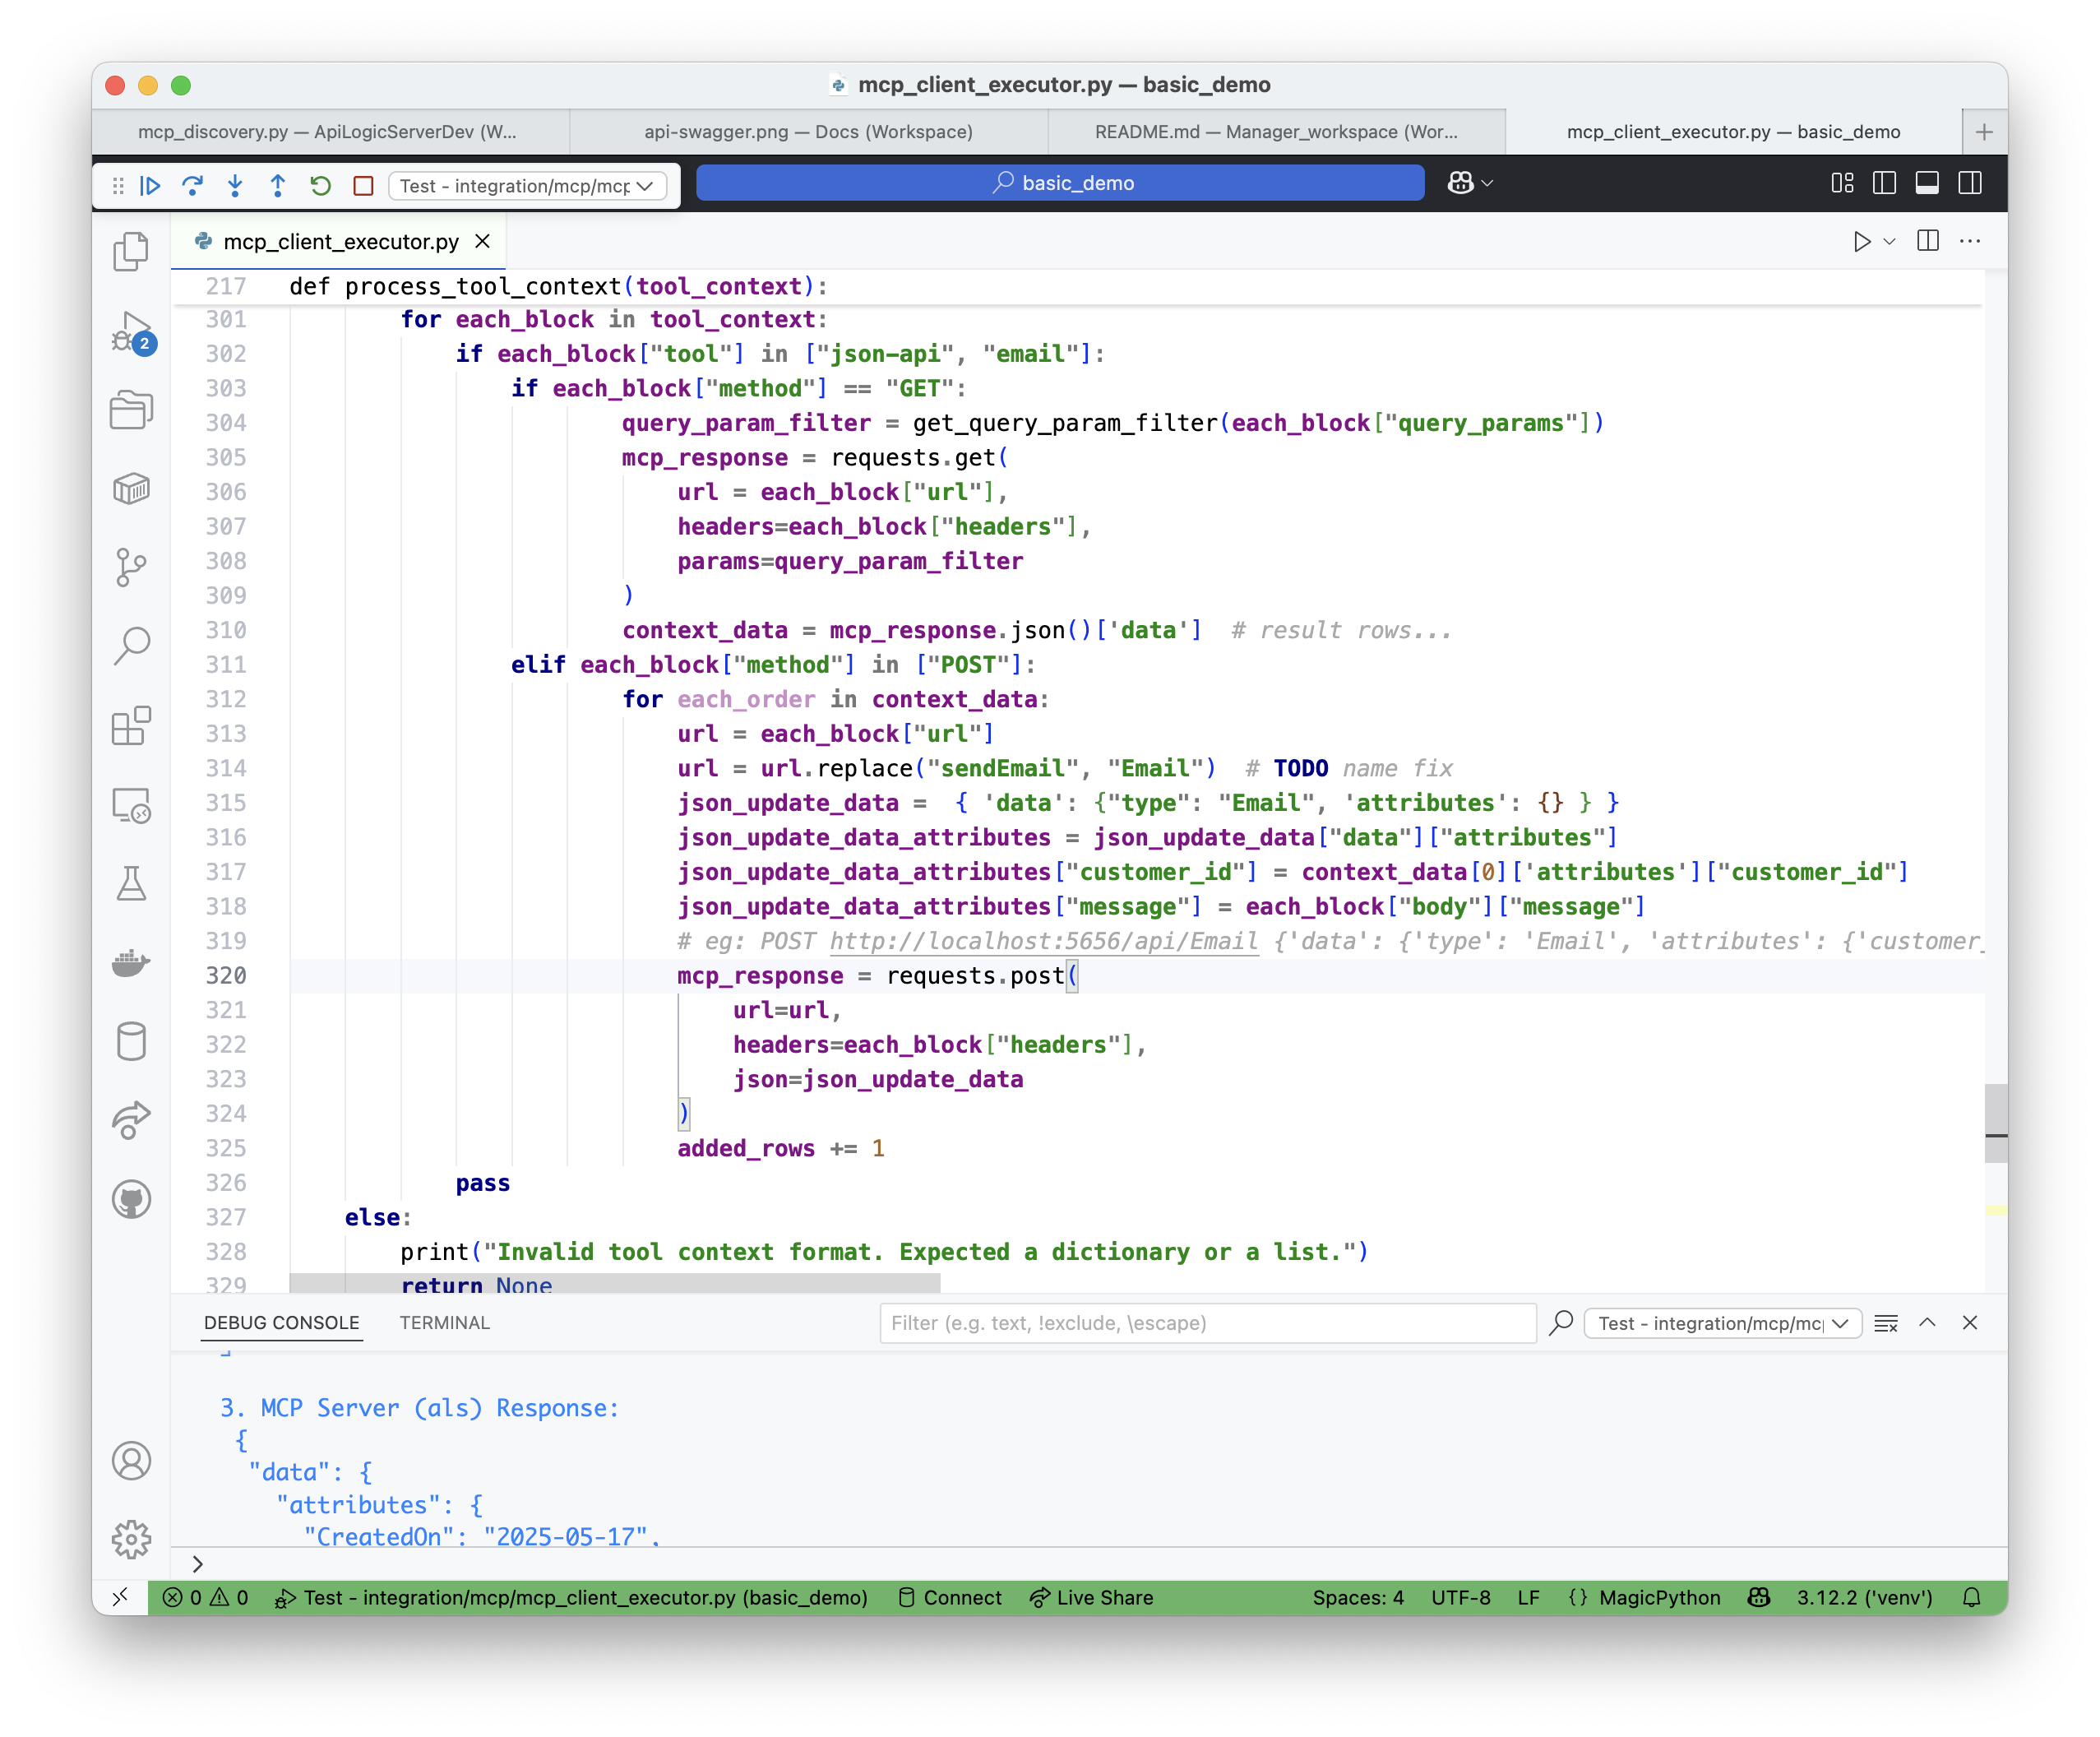 mcp_client_executor.py — basic_demo
mcp_discovery.py — ApiLogicServerDev (W...
api-swagger.png — Docs (Workspace)
README.md — Manager_workspace (Wor...
mcp_client_executor.py — basic_demo
Test - integration/mcp/mcp
basic_demo
mcp_client_executor.py
2
217 def process_tool_context(tool_context):
301 for each_block in tool_context:
302 if each_block["tool"] in ["json-api", "email"]:
303 if each_block["method"] == "GET":
304 query_param_filter = get_query_param_filter(each_block["query_params"])
305 mcp_response = requests.get(
306 url = each_block["url"],
307 headers=each_block["headers"],
308 params=query_param_filter
309 )
310 context_data = mcp_response.json()['data']  # result rows...
311 elif each_block["method"] in ["POST"]:
312 for each_order in context_data:
313 url = each_block["url"]
314 url = url.replace("sendEmail", "Email")  # TODO name fix
315 json_update_data =  { 'data': {"type": "Email", 'attributes': {} } }
316 json_update_data_attributes = json_update_data["data"]["attributes"]
317 json_update_data_attributes["customer_id"] = context_data[0]['attributes']["customer_id"]
318 json_update_data_attributes["message"] = each_block["body"]["message"]
319 # eg: POST http://localhost:5656/api/Email {'data': {'type': 'Email', 'attributes': {'customer_
320 mcp_response = requests.post(
321 url=url,
322 headers=each_block["headers"],
323 json=json_update_data
324 )
325 added_rows += 1
326 pass
327 else:
328 print("Invalid tool context format. Expected a dictionary or a list.")
329 return None
DEBUG CONSOLE
TERMINAL
Filter (e.g. text, !exclude, \escape)
Test - integration/mcp/mc
]
3. MCP Server (als) Response:
{
"data": {
"attributes": {
"CreatedOn": "2025-05-17",
>
0 0 Test - integration/mcp/mcp_client_executor.py (basic_demo) Connect Live Share Spaces: 4 UTF-8 LF {} MagicPython 3.12.2 ('venv')